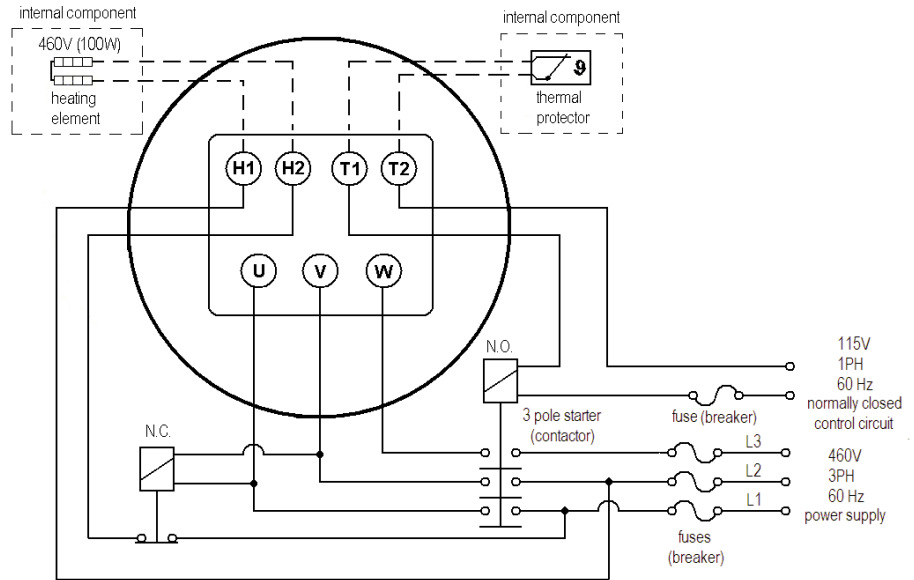 internal component
460V (100W)
heating
element
internal component
ϑ
thermal
protector
H1 H2 T1 T2
U V W
N.O.
115V
1PH
60 Hz
normally closed
control circuit
3 pole starter
(contactor)
fuse (breaker)
N.C.
L3
L2
L1
460V
3PH
60 Hz
power supply
fuses
(breaker)